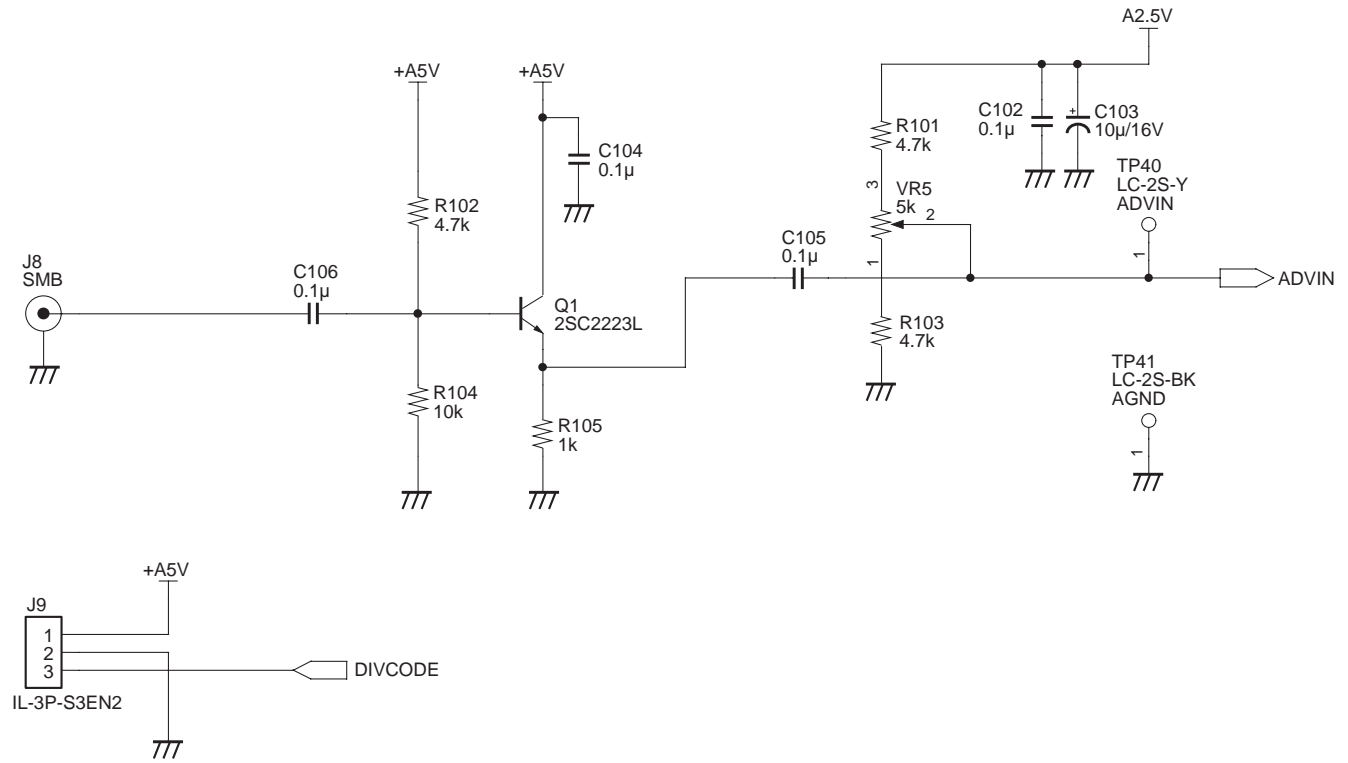 A2.5V
+A5V
+A5V
C102
0.1µ
+
C103
10µ/16V
R101
4.7k
C104
0.1µ
TP40
LC-2S-Y
ADVIN
3
VR5
5k
2
R102
4.7k
C105
0.1µ
1
1
J8
SMB
C106
0.1µ
ADVIN
Q1
2SC2223L
R103
4.7k
TP41
LC-2S-BK
AGND
R104
10k
R105
1k
1
+A5V
J9
1
2
3
DIVCODE
IL-3P-S3EN2